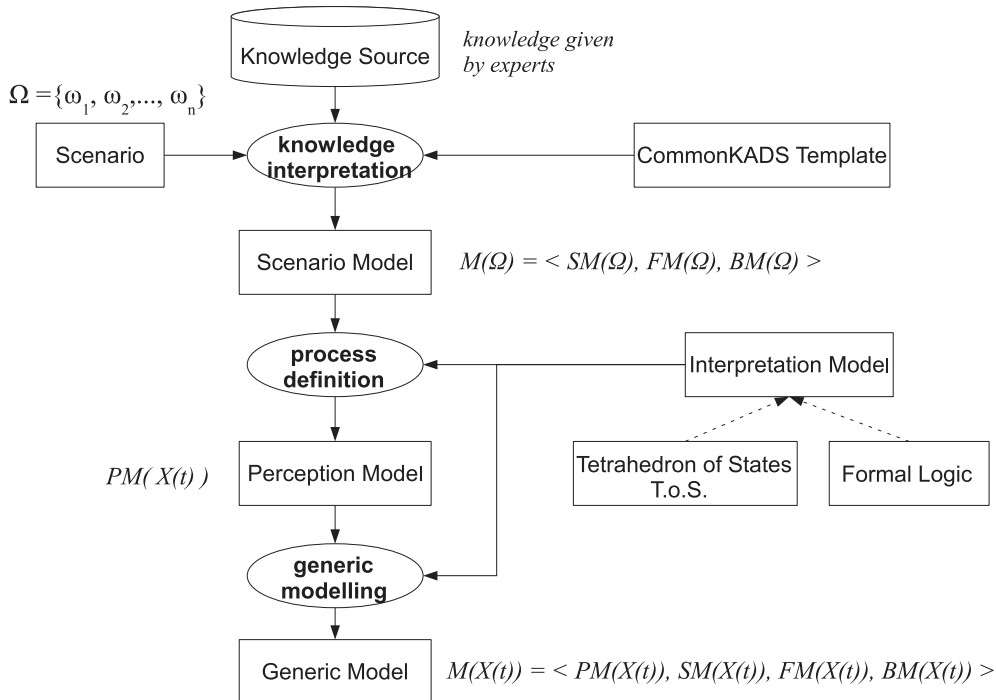 Knowledge Source
knowledge given
by experts
Ω ={ω1, ω2,..., ωn}
Scenario
knowledge
interpretation
CommonKADS Template
Scenario Model
M(Ω) = < SM(Ω), FM(Ω), BM(Ω) >
process
definition
Interpretation Model
PM( X(t) )
Perception Model
Tetrahedron of States
T.o.S.
Formal Logic
generic
modelling
Generic Model
M(X(t)) = < PM(X(t)), SM(X(t)), FM(X(t)), BM(X(t)) >